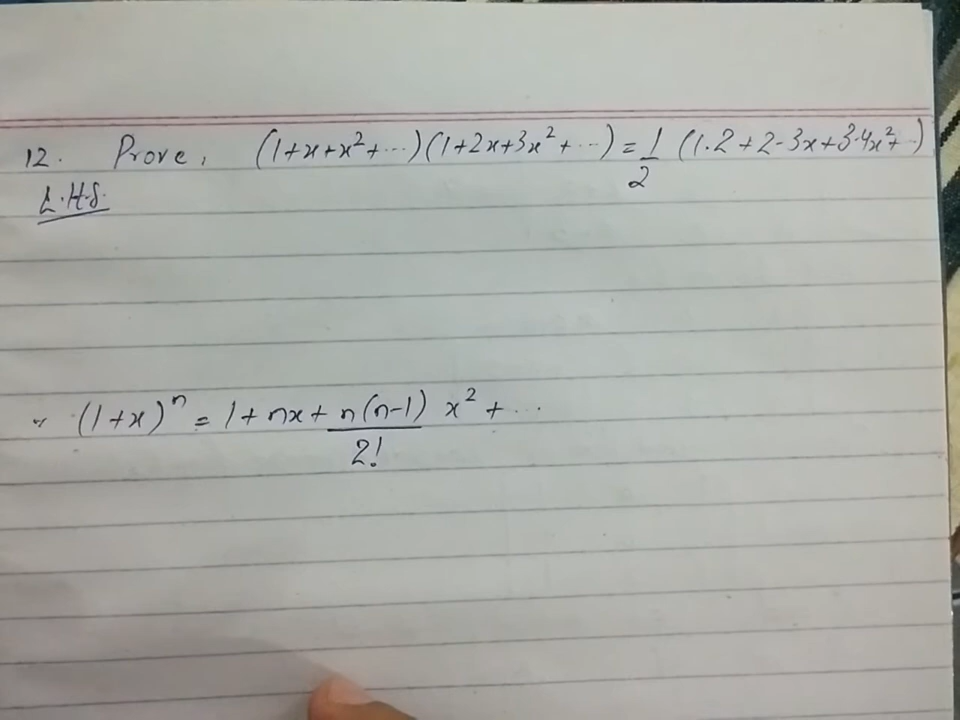 12. Prove, (1+x+x²+...)(1+2x+3x²+...) = 1/2 (1.2+2.3x+3.4x²+..)
L.H.S.
∵ (1+x)ⁿ = 1+nx+n(n-1)/2! x²+...